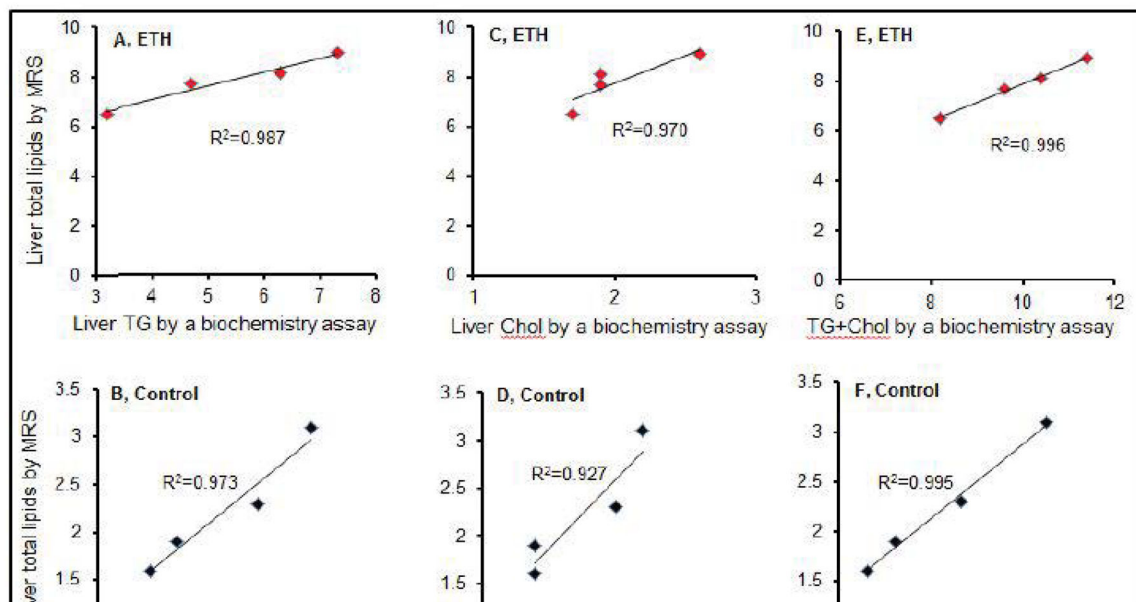 A, ETH
10
8
6
4
2
0
3 4 5 6 7 8
R²=0.987
Liver total lipids by MRS
Liver TG by a biochemistry assay
C, ETH
10
8
6
4
2
0
1 2 3
R²=0.970
Liver Chol by a biochemistry assay
E, ETH
10
8
6
4
2
0
6 8 10 12
R²=0.996
TG+Chol by a biochemistry assay
B, Control
3.5
3
2.5
2
1.5
R²=0.973
total lipids by MRS
D, Control
3.5
3
2.5
2
1.5
R²=0.927
F, Control
3.5
3
2.5
2
1.5
R²=0.995